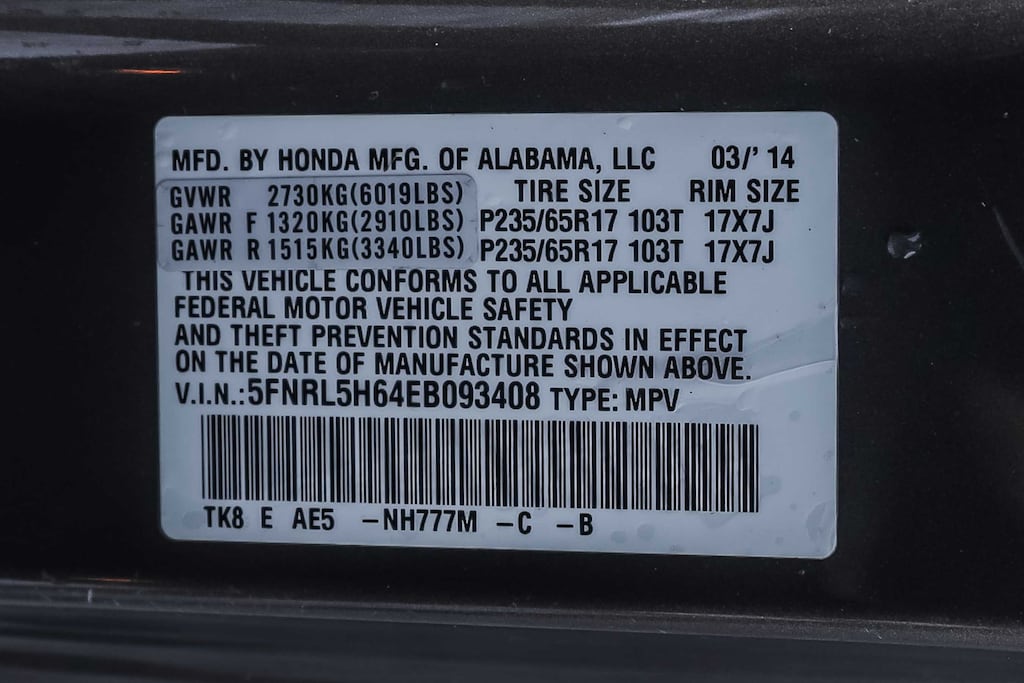 MFD. BY HONDA MFG. OF ALABAMA, LLC 03/' 14
GVWR 2730KG(6019LBS) TIRE SIZE RIM SIZE
GAWR F 1320KG(2910LBS) P235/65R17 103T 17X7J
GAWR R 1515KG(3340LBS) P235/65R17 103T 17X7J
THIS VEHICLE CONFORMS TO ALL APPLICABLE
FEDERAL MOTOR VEHICLE SAFETY
AND THEFT PREVENTION STANDARDS IN EFFECT
ON THE DATE OF MANUFACTURE SHOWN ABOVE.
V.I.N.:5FNRL5H64EB093408 TYPE: MPV
TK8 E AE5 -NH777M -C -B